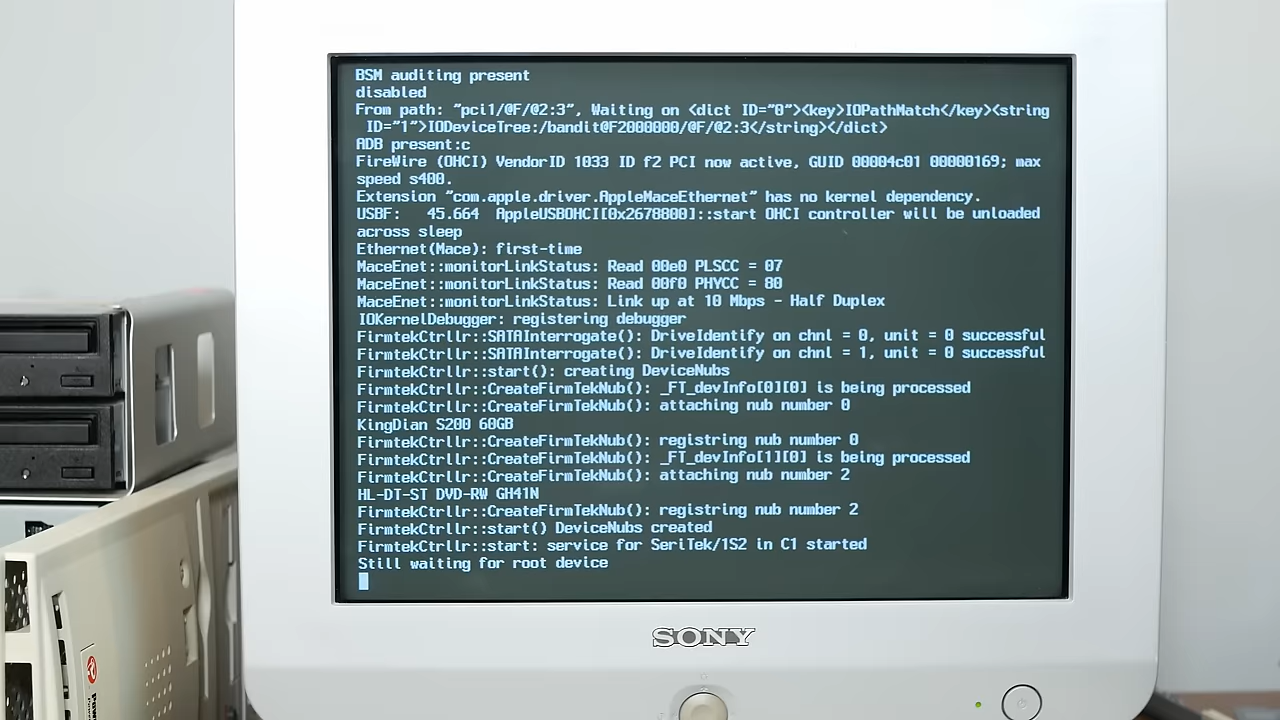 BSM auditing present
disabled
From path: "pci1/@F/@2:3", Waiting on <dict ID="0"><key>IOPathMatch</key><string
ID="1">IODeviceTree:/bandit@F2000000/@F/@2:3</string></dict>
ADB present:c
FireWire (OHCI) VendorID 1033 ID f2 PCI now active, GUID 00004c01 00000169; max
speed s400.
Extension "com.apple.driver.AppleMaceEthernet" has no kernel dependency.
USBF:   45.664  AppleUSBOHCI[0x2678800]::start OHCI controller will be unloaded
across sleep
Ethernet(Mace): first-time
MaceEnet::monitorLinkStatus: Read 00e0 PLSCC = 07
MaceEnet::monitorLinkStatus: Read 00f0 PHYCC = 80
MaceEnet::monitorLinkStatus: Link up at 10 Mbps - Half Duplex
IOKernelDebugger: registering debugger
FirmtekCtrllr::SATAInterrogate(): DriveIdentify on chnl = 0, unit = 0 successful
FirmtekCtrllr::SATAInterrogate(): DriveIdentify on chnl = 1, unit = 0 successful
FirmtekCtrllr::start(): creating DeviceNubs
FirmtekCtrllr::CreateFirmTekNub(): _FT_devInfo[0][0] is being processed
FirmtekCtrllr::CreateFirmTekNub(): attaching nub number 0
KingDian S200 60GB
FirmtekCtrllr::CreateFirmTekNub(): registring nub number 0
FirmtekCtrllr::CreateFirmTekNub(): _FT_devInfo[1][0] is being processed
FirmtekCtrllr::CreateFirmTekNub(): attaching nub number 2
HL-DT-ST DVD-RW GH41N
FirmtekCtrllr::CreateFirmTekNub(): registring nub number 2
FirmtekCtrllr::start() DeviceNubs created
FirmtekCtrllr::start: service for SeriTek/1S2 in C1 started
Still waiting for root device
SONY